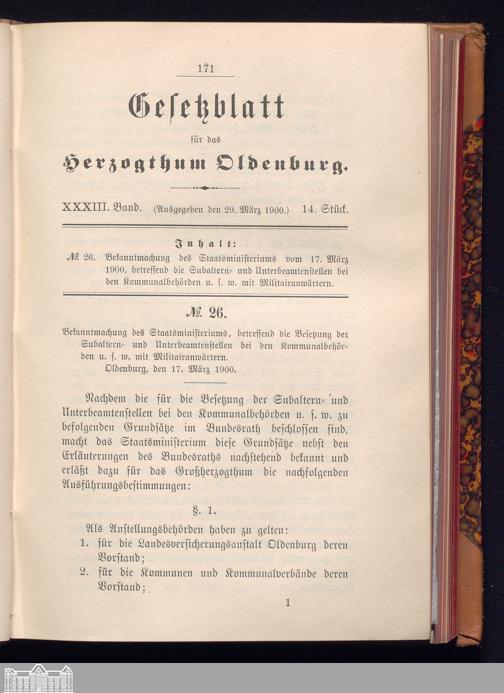 171
Gesetzblatt
für das
Herzogthum Oldenburg.
XXXIII. Band. (Ausgegeben den 29. März 1900.) 14. Stück.
Inhalt:
№ 26. Bekanntmachung des Staatsministeriums vom 17. März
1900, betreffend die Subaltern- und Unterbeamtenstellen bei
den Kommunalbehörden u. s. w. mit Militairanwärtern.
№. 26.
Bekanntmachung des Staatsministeriums, betreffend die Besetzung der
Subaltern- und Unterbeamtenstellen bei den Kommunalbehör-
den u. s. w. mit Militairanwärtern.
Oldenburg, den 17. März 1900.
Nachdem die für die Besetzung der Subaltern- und
Unterbeamtenstellen bei den Kommunalbehörden u. s. w. zu
befolgenden Grundsätze im Bundesrath beschlossen sind,
macht das Staatsministerium diese Grundsätze nebst den
Erläuterungen des Bundesraths nachstehend bekannt und
erläßt dazu für das Großherzogthum die nachfolgenden
Ausführungsbestimmungen:
§. 1.
Als Anstellungsbehörden haben zu gelten:
1. für die Landesversicherungsanstalt Oldenburg deren
Vorstand;
2. für die Kommunen und Kommunalverbände deren
Vorstand;
1